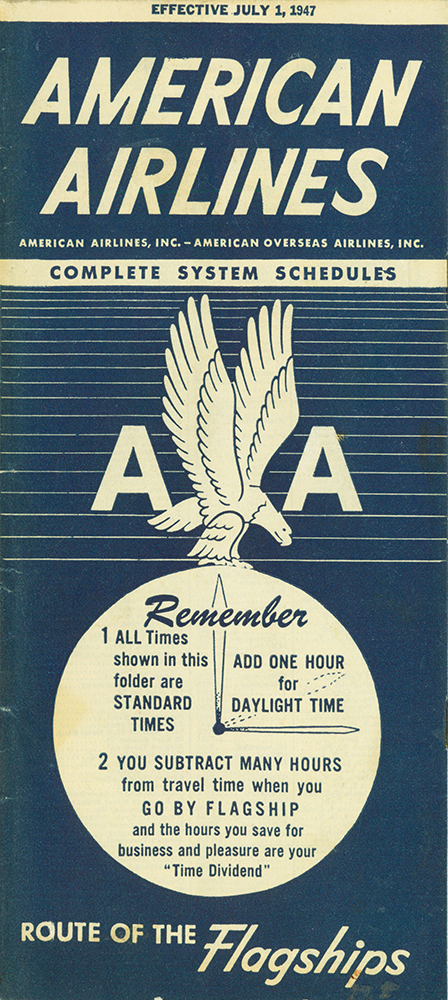 EFFECTIVE JULY 1, 1947
AMERICAN
AIRLINES
AMERICAN AIRLINES, INC. – AMERICAN OVERSEAS AIRLINES, INC.
COMPLETE SYSTEM SCHEDULES
A A
Remember
1 ALL Times
shown in this
folder are
STANDARD
TIMES
ADD ONE HOUR
for
DAYLIGHT TIME
2 YOU SUBTRACT MANY HOURS
from travel time when you
GO BY FLAGSHIP
and the hours you save for
business and pleasure are your
"Time Dividend"
ROUTE OF THE Flagships